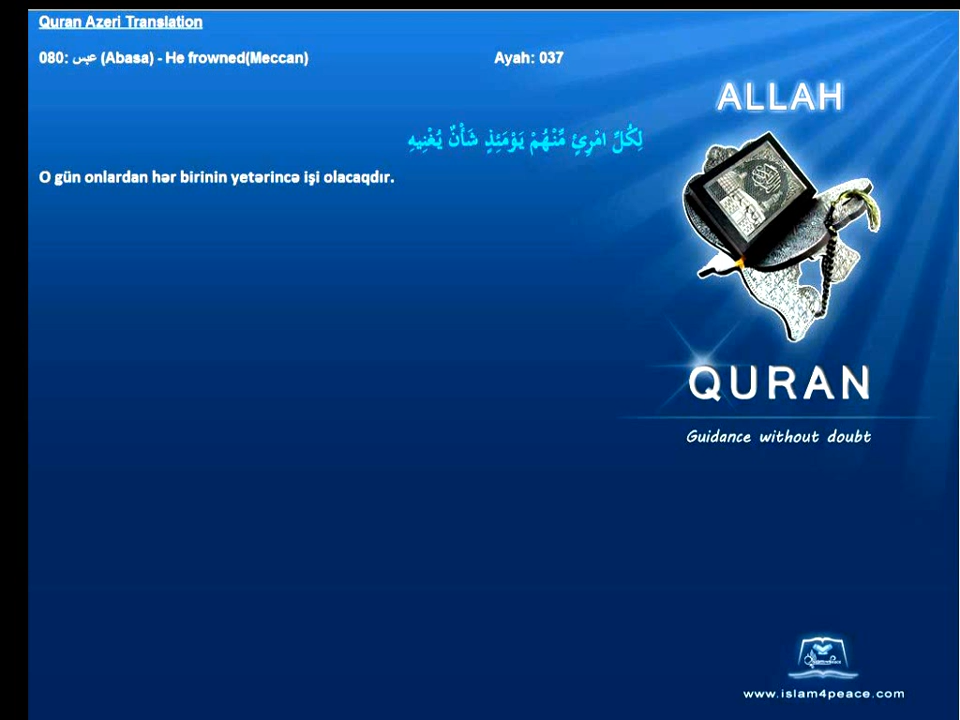 Quran Azeri Translation
080: عبس (Abasa) - He frowned(Meccan) Ayah: 037
ALLAH
لِكُلِّ امْرِئٍ مِّنْهُمْ يَوْمَئِذٍ شَأْنٌ يُغْنِيهِ
O gün onlardan hər birinin yetərincə işi olacaqdır.
QURAN
Guidance without doubt
www.islam4peace.com